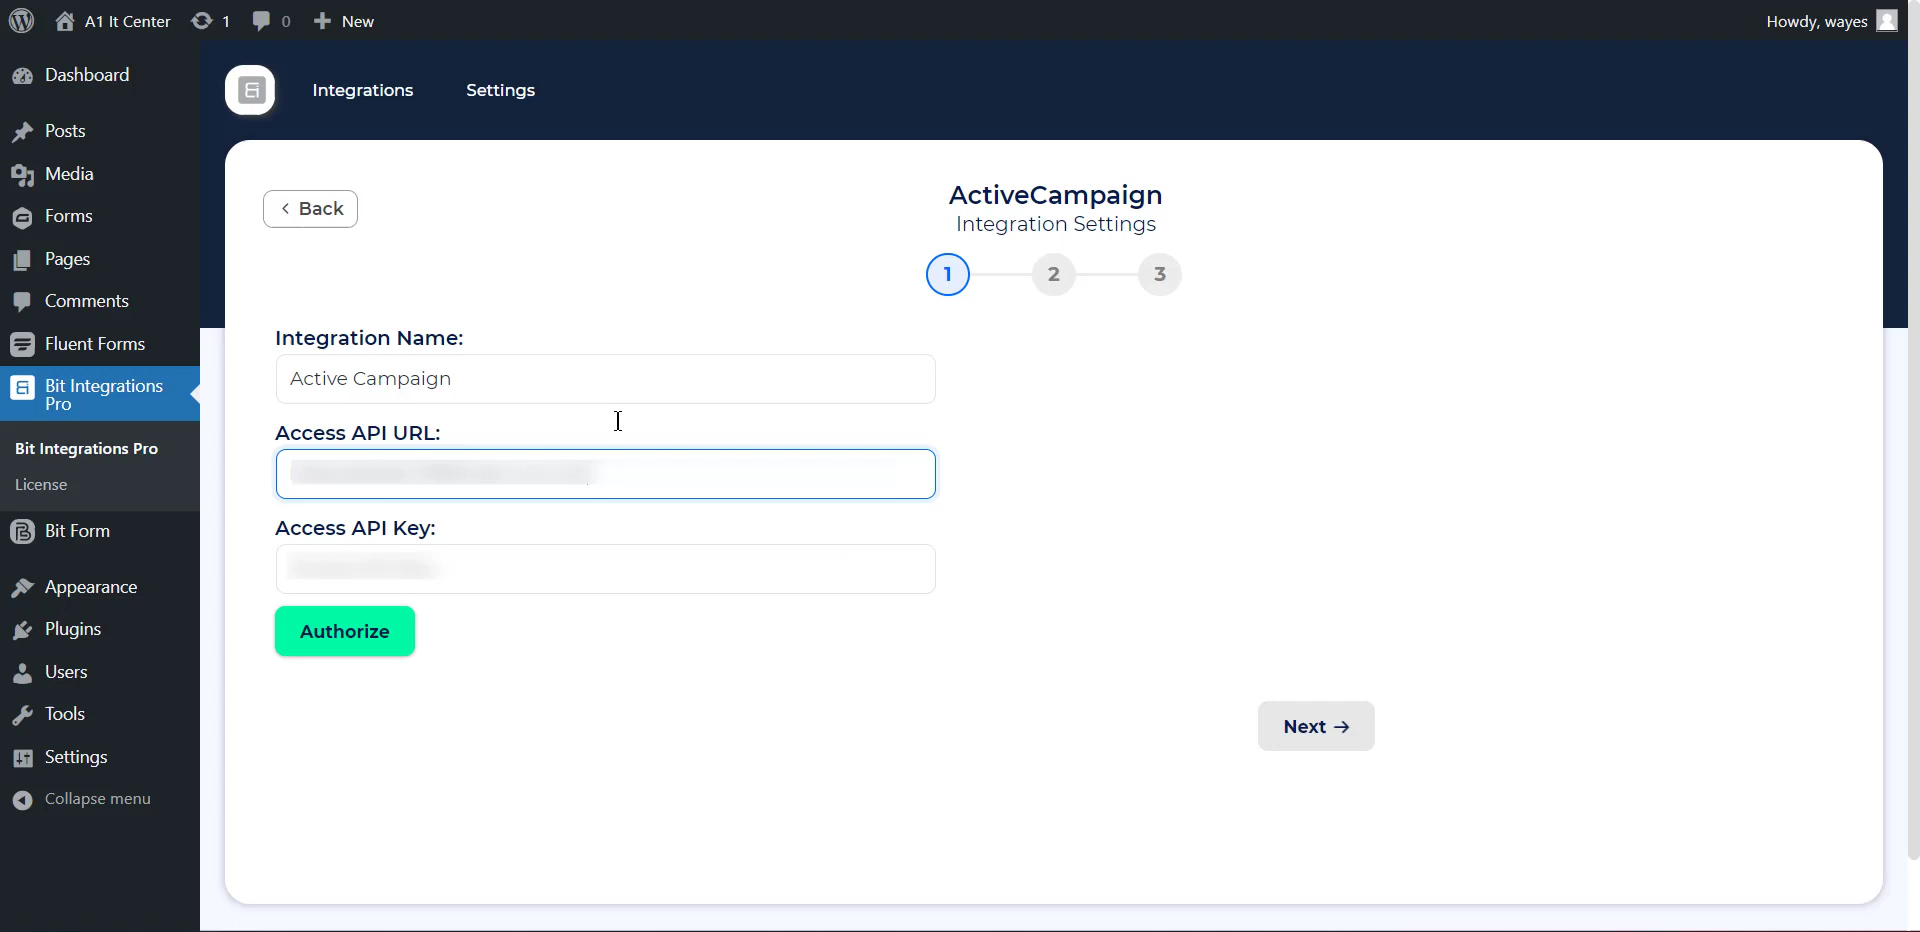 A1 It Center
1
0
New
Howdy, wayes
Dashboard
Posts
Media
Forms
Pages
Comments
Fluent Forms
Bit Integrations
Pro
Bit Integrations Pro
License
Bit Form
Appearance
Plugins
Users
Tools
Settings
Collapse menu
Integrations
Settings
Back
ActiveCampaign
Integration Settings
1
2
3
Integration Name:
Active Campaign
Access API URL:
Access API Key:
Authorize
Next →